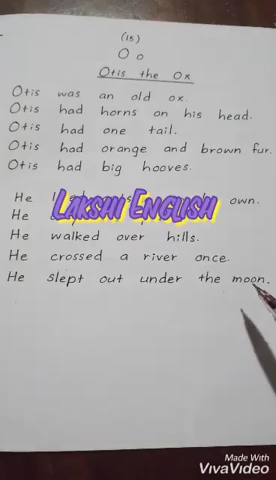 (15)
O o
Otis the Ox
Otis was an old ox.
Otis had horns on his head.
Otis had one tail.
Otis had orange and brown fur.
Otis had big hooves.
He own.
LAKSHI ENGLISH
He
He walked over hills.
He crossed a river once.
He slept out under the moon.
Made With
VivaVideo